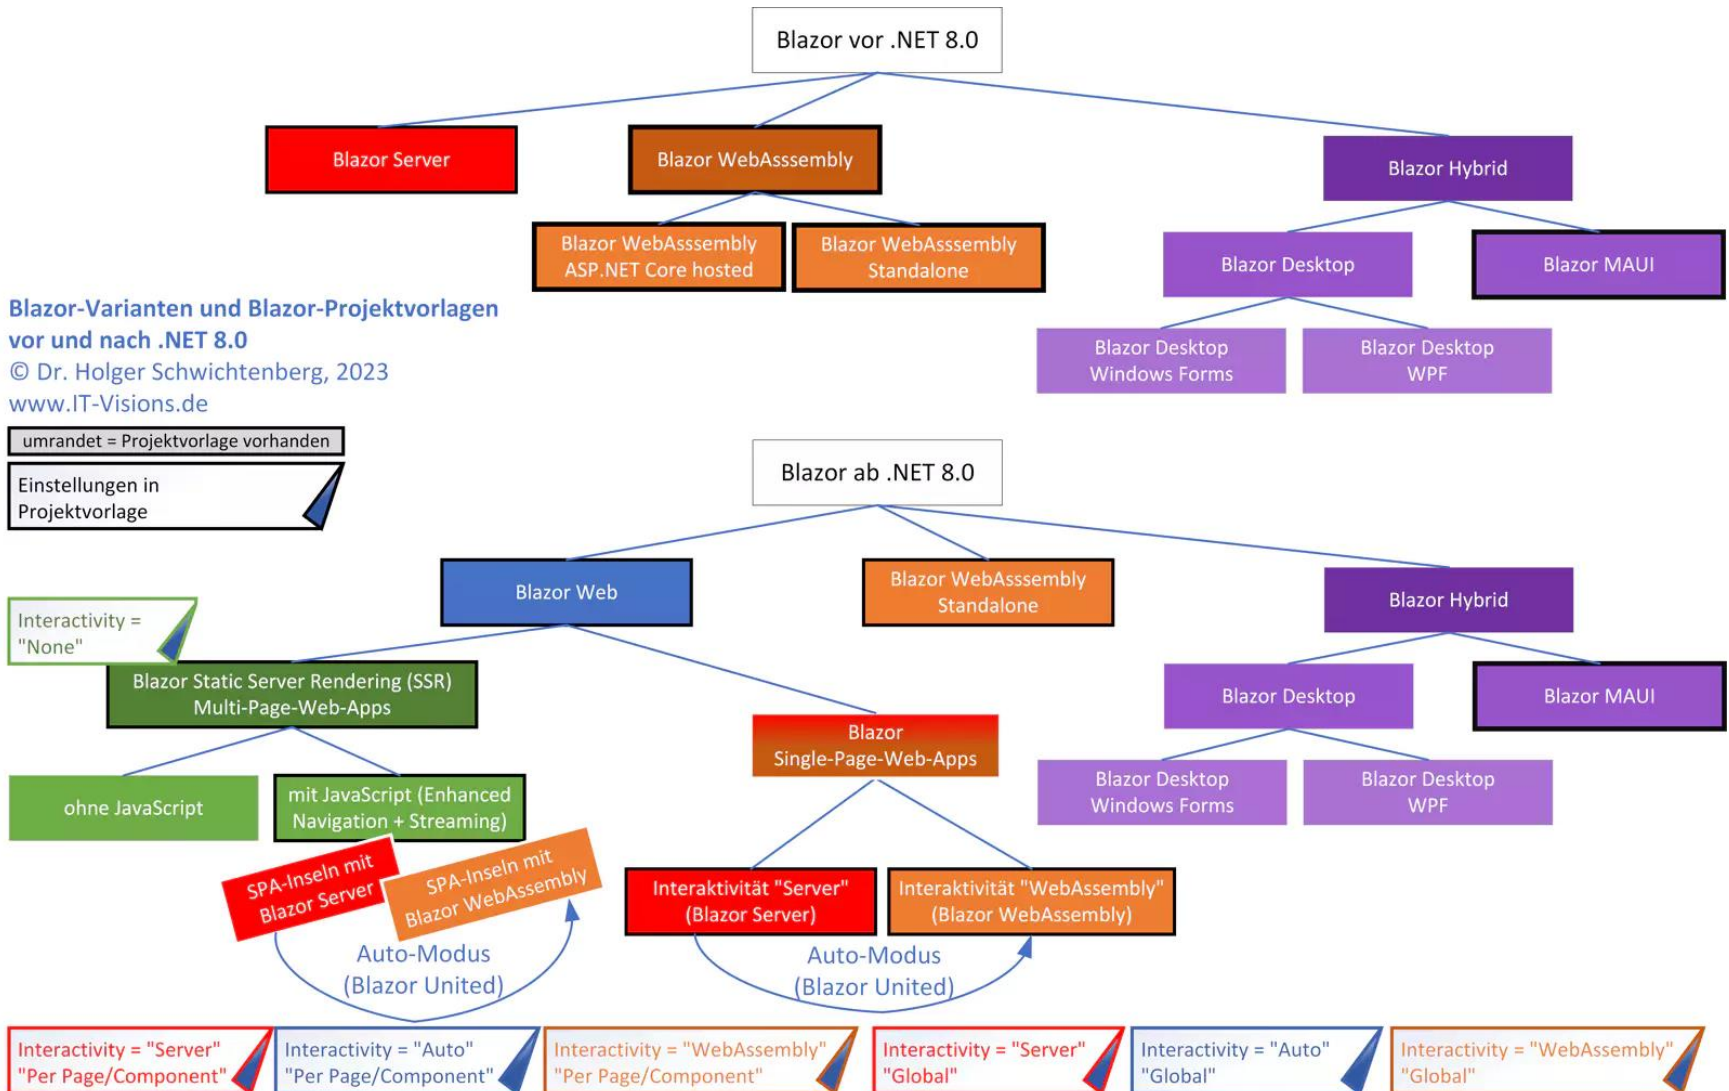 Blazor vor .NET 8.0
Blazor Server
Blazor WebAsssembly
Blazor Hybrid
Blazor WebAsssembly
ASP.NET Core hosted
Blazor WebAsssembly
Standalone
Blazor Desktop
Blazor MAUI
Blazor Desktop
Windows Forms
Blazor Desktop
WPF
Blazor-Varianten und Blazor-Projektvorlagen
vor und nach .NET 8.0
© Dr. Holger Schwichtenberg, 2023
www.IT-Visions.de
umrandet = Projektvorlage vorhanden
Einstellungen in
Projektvorlage
Blazor ab .NET 8.0
Blazor Web
Blazor WebAsssembly
Standalone
Blazor Hybrid
Interactivity =
"None"
Blazor Static Server Rendering (SSR)
Multi-Page-Web-Apps
Blazor
Single-Page-Web-Apps
Blazor Desktop
Blazor MAUI
ohne JavaScript
mit JavaScript (Enhanced
Navigation + Streaming)
Blazor Desktop
Windows Forms
Blazor Desktop
WPF
SPA-Inseln mit
Blazor Server
SPA-Inseln mit
Blazor WebAssembly
Interaktivität "Server"
(Blazor Server)
Interaktivität "WebAssembly"
(Blazor WebAssembly)
Auto-Modus
(Blazor United)
Auto-Modus
(Blazor United)
Interactivity = "Server"
"Per Page/Component"
Interactivity = "Auto"
"Per Page/Component"
Interactivity = "WebAssembly"
"Per Page/Component"
Interactivity = "Server"
"Global"
Interactivity = "Auto"
"Global"
Interactivity = "WebAssembly"
"Global"